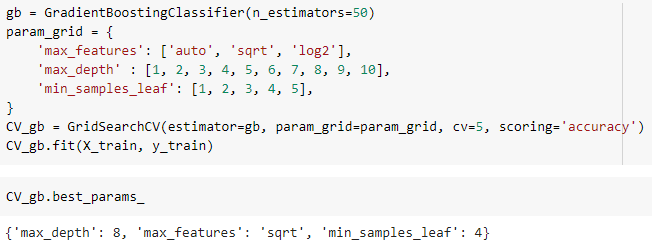 gb = GradientBoostingClassifier(n_estimators=50)
param_grid = {
    'max_features': ['auto', 'sqrt', 'log2'],
    'max_depth' : [1, 2, 3, 4, 5, 6, 7, 8, 9, 10],
    'min_samples_leaf': [1, 2, 3, 4, 5],
}
CV_gb = GridSearchCV(estimator=gb, param_grid=param_grid, cv=5, scoring='accuracy')
CV_gb.fit(X_train, y_train)
CV_gb.best_params_
{'max_depth': 8, 'max_features': 'sqrt', 'min_samples_leaf': 4}